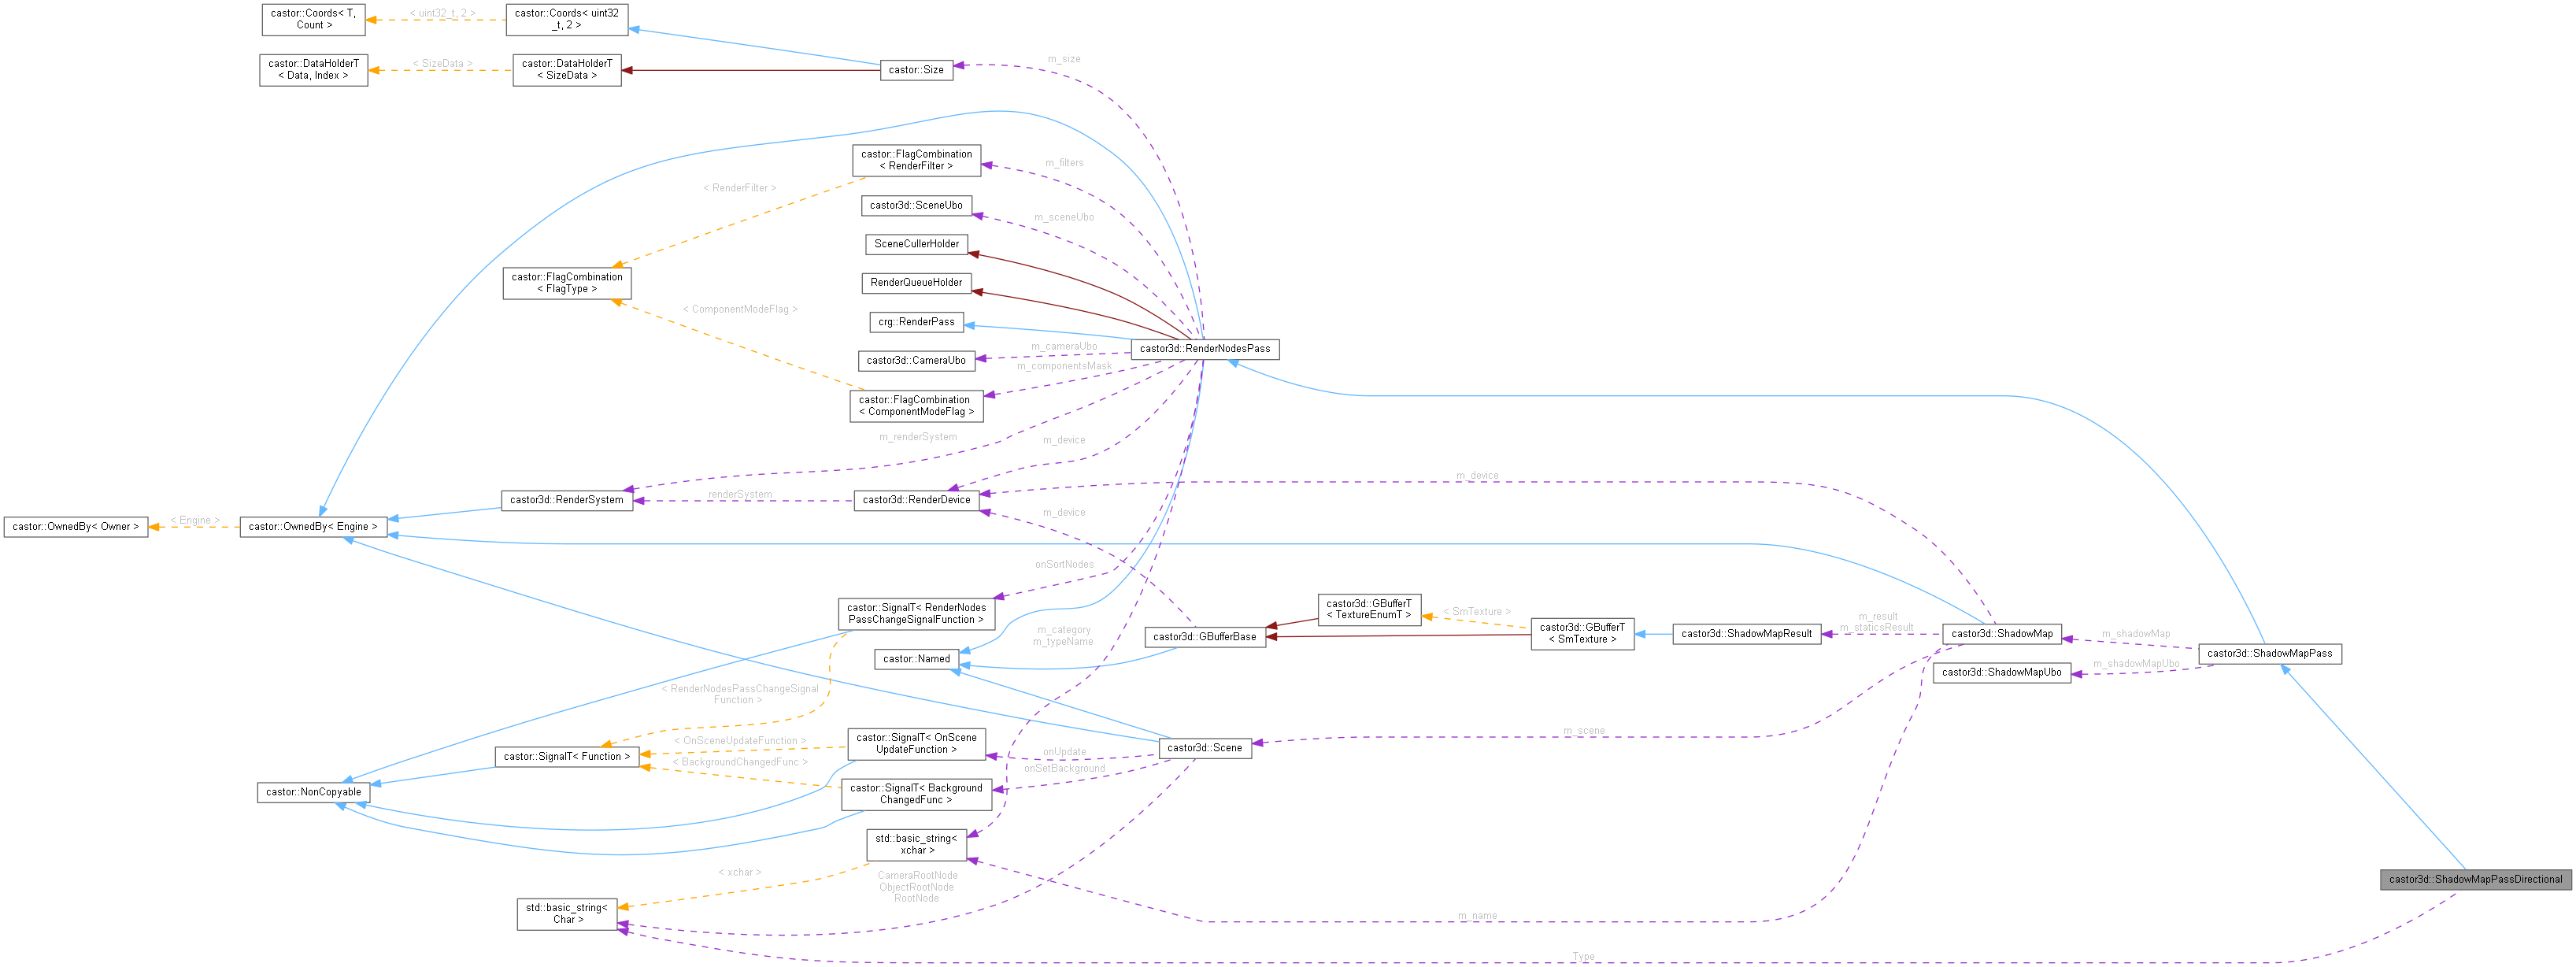 castor::Coords< T,
Count >
< uint32_t, 2 >
castor::Coords< uint32
_t, 2 >
castor::DataHolderT
< Data, Index >
< SizeData >
castor::DataHolderT
< SizeData >
castor::Size
m_size
castor::FlagCombination
< RenderFilter >
m_filters
< RenderFilter >
castor3d::SceneUbo
m_sceneUbo
SceneCullerHolder
castor::FlagCombination
< FlagType >
RenderQueueHolder
< ComponentModeFlag >
crg::RenderPass
castor3d::RenderNodesPass
castor3d::CameraUbo
m_cameraUbo
m_componentsMask
castor::FlagCombination
< ComponentModeFlag >
m_renderSystem
m_device
m_device
castor3d::RenderSystem
renderSystem
castor3d::RenderDevice
m_device
castor::OwnedBy< Owner >
< Engine >
castor::OwnedBy< Engine >
onSortNodes
castor::SignalT< RenderNodes
PassChangeSignalFunction >
castor3d::GBufferT
< TextureEnumT >
< SmTexture >
castor3d::GBufferT
< SmTexture >
castor3d::ShadowMapResult
m_result
m_staticsResult
castor3d::ShadowMap
m_shadowMap
castor3d::ShadowMapPass
m_category
m_typeName
castor3d::GBufferBase
castor::Named
castor3d::ShadowMapUbo
m_shadowMapUbo
< RenderNodesPassChangeSignal
Function >
castor::SignalT< OnScene
UpdateFunction >
< OnSceneUpdateFunction >
onUpdate
castor3d::Scene
m_scene
castor::SignalT< Function >
< BackgroundChangedFunc >
onSetBackground
castor::NonCopyable
castor::SignalT< Background
ChangedFunc >
std::basic_string<
xchar >
< xchar >
CameraRootNode
ObjectRootNode
RootNode
castor3d::ShadowMapPassDirectional
std::basic_string<
Char >
m_name
Type